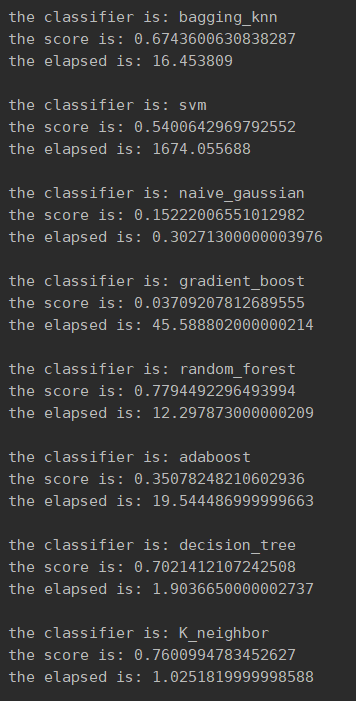 the classifier is: bagging_knn
the score is: 0.6743600630838287
the elapsed is: 16.453809
the classifier is: svm
the score is: 0.5400642969792552
the elapsed is: 1674.055688
the classifier is: naive_gaussian
the score is: 0.15222006551012982
the elapsed is: 0.30271300000003976
the classifier is: gradient_boost
the score is: 0.03709207812689555
the elapsed is: 45.588802000000214
the classifier is: random_forest
the score is: 0.7794492296493994
the elapsed is: 12.297873000000209
the classifier is: adaboost
the score is: 0.35078248210602936
the elapsed is: 19.544486999999663
the classifier is: decision_tree
the score is: 0.7021412107242508
the elapsed is: 1.9036650000002737
the classifier is: K_neighbor
the score is: 0.7600994783452627
the elapsed is: 1.0251819999998588